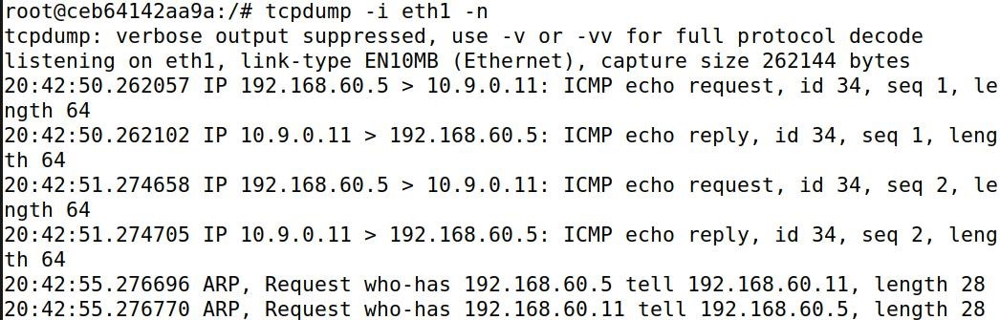 root@ceb64142aa9a:/# tcpdump -i eth1 -n
tcpdump: verbose output suppressed, use -v or -vv for full protocol decode
listening on eth1, link-type EN10MB (Ethernet), capture size 262144 bytes
20:42:50.262057 IP 192.168.60.5 > 10.9.0.11: ICMP echo request, id 34, seq 1, le
ngth 64
20:42:50.262102 IP 10.9.0.11 > 192.168.60.5: ICMP echo reply, id 34, seq 1, leng
th 64
20:42:51.274658 IP 192.168.60.5 > 10.9.0.11: ICMP echo request, id 34, seq 2, le
ngth 64
20:42:51.274705 IP 10.9.0.11 > 192.168.60.5: ICMP echo reply, id 34, seq 2, leng
th 64
20:42:55.276696 ARP, Request who-has 192.168.60.5 tell 192.168.60.11, length 28
20:42:55.276770 ARP, Request who-has 192.168.60.11 tell 192.168.60.5, length 28